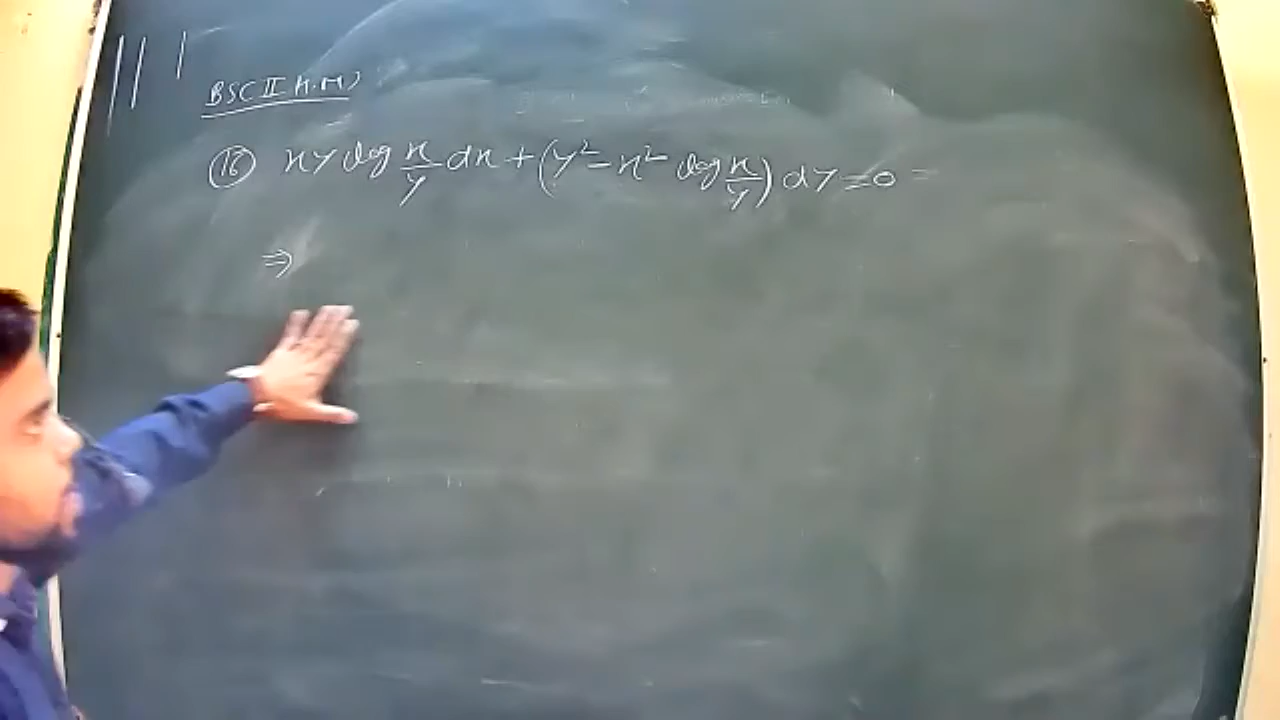 BSC II (H.M)
(16) xy log x/y dx + (y² - x² log x/y) dy = 0 =
⇒